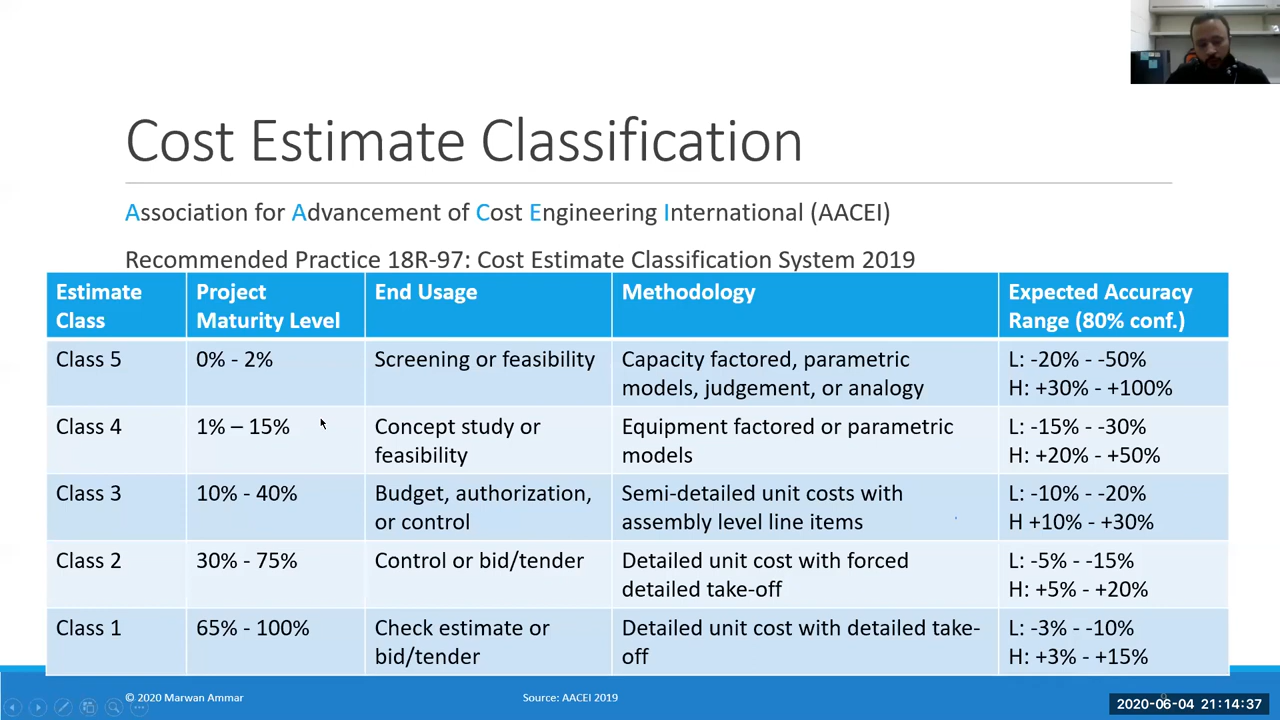 Cost Estimate Classification
Association for Advancement of Cost Engineering International (AACEI)
Recommended Practice 18R-97: Cost Estimate Classification System 2019
Estimate Class
Project Maturity Level
End Usage
Methodology
Expected Accuracy Range (80% conf.)
Class 5
0% - 2%
Screening or feasibility
Capacity factored, parametric
models, judgement, or analogy
L: -20% - -50%
H: +30% - +100%
Class 4
1% – 15%
Concept study or
feasibility
Equipment factored or parametric
models
L: -15% - -30%
H: +20% - +50%
Class 3
10% - 40%
Budget, authorization,
or control
Semi-detailed unit costs with
assembly level line items
L: -10% - -20%
H +10% - +30%
Class 2
30% - 75%
Control or bid/tender
Detailed unit cost with forced
detailed take-off
L: -5% - -15%
H: +5% - +20%
Class 1
65% - 100%
Check estimate or
bid/tender
Detailed unit cost with detailed take-
off
L: -3% - -10%
H: +3% - +15%
© 2020 Marwan Ammar
Source: AACEI 2019
2020-06-04 21:14:37